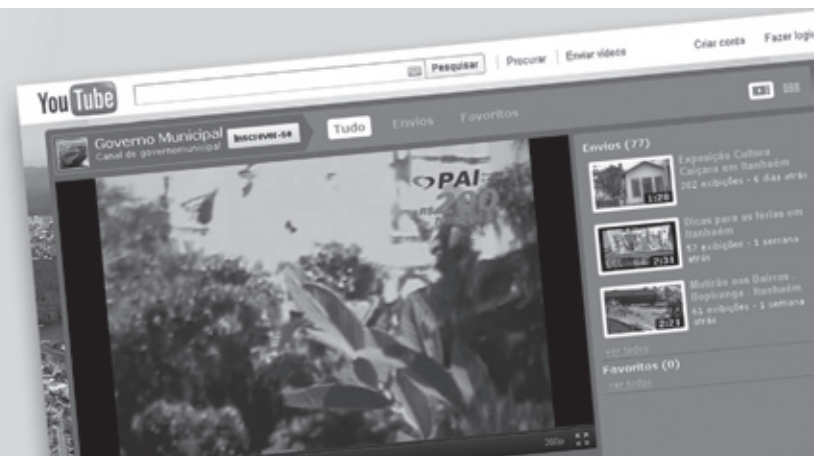 YouTube
Pesquisar
Procurar
Enviar vídeos
Criar conta
Fazer login
Governo Municipal
Canal de governomunicipal
Inscrever-se
Tudo
Envios
Favoritos
PAI
R$
200
Envios (77)
Exposição Cultura
Caiçara em Itanhaém
202 exibições - 6 dias atrás
1:28
Dicas para as férias em
Itanhaém
57 exibições - 1 semana
atrás
2:31
Mutirão nos Bairros -
Bopiranga - Itanhaém
61 exibições - 1 semana
atrás
2:21
ver todos
Favoritos (0)
ver todos
360p